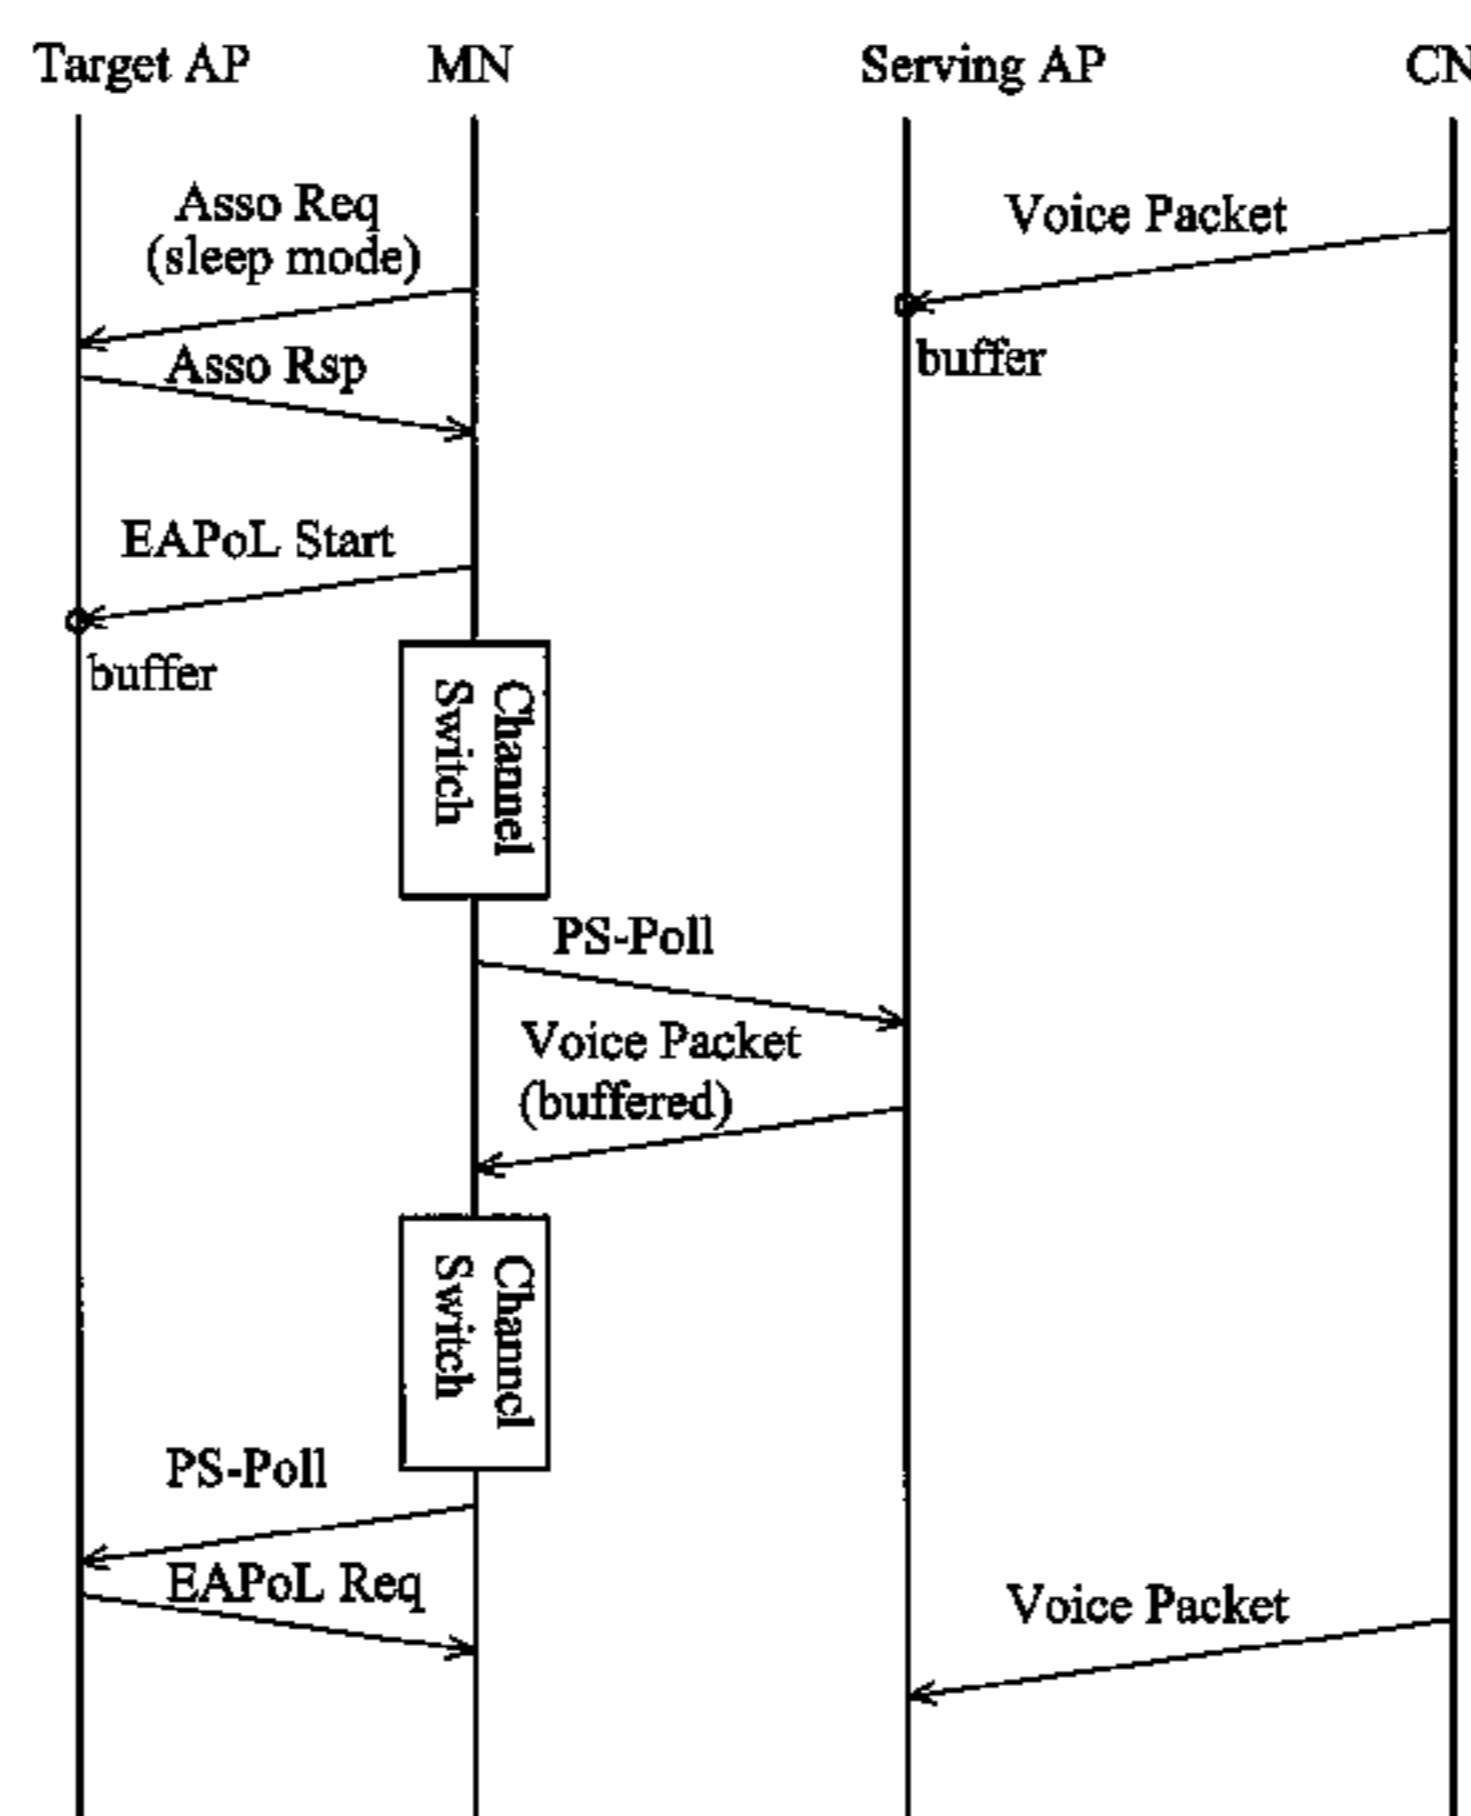 Target AP MN Serving AP CN
Asso Req
(sleep mode)
Voice Packet
buffer
Asso Rsp
EAPoL Start
buffer
Channel
Switch
PS-Poll
Voice Packet
(buffered)
Channel
Switch
PS-Poll
EAPoL Req
Voice Packet